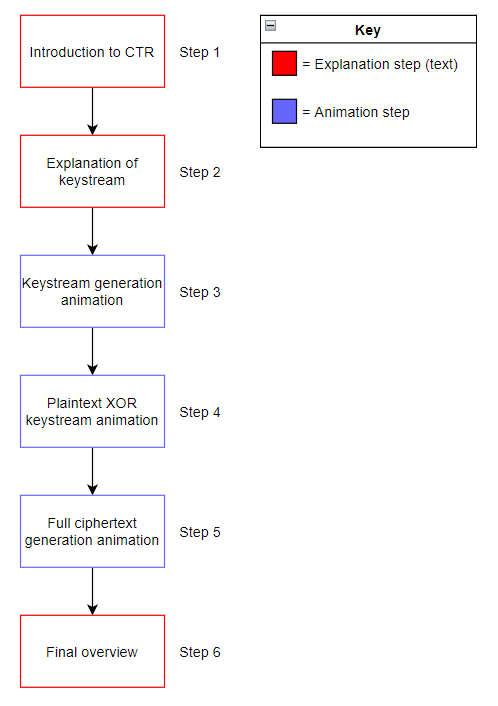 Introduction to CTR
Step 1
Explanation of
keystream
Step 2
Keystream generation
animation
Step 3
Plaintext XOR
keystream animation
Step 4
Full ciphertext
generation animation
Step 5
Final overview
Step 6
Key
= Explanation step (text)
= Animation step